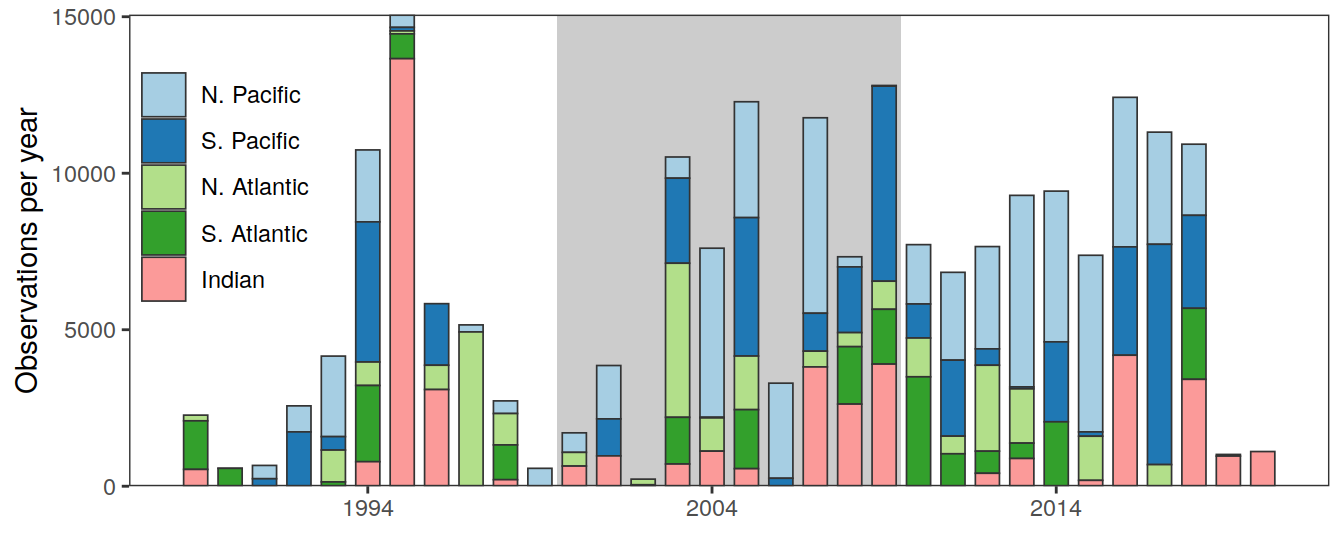 Observations per year
15000
10000
5000
0
N. Pacific
S. Pacific
N. Atlantic
S. Atlantic
Indian
1994
2004
2014